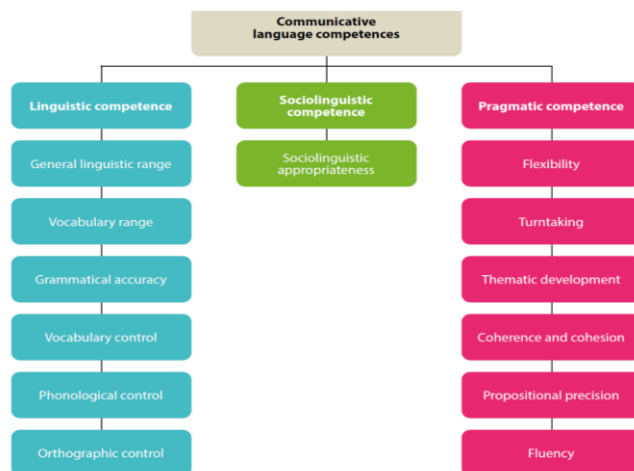 Communicative
language competences
Linguistic competence
General linguistic range
Vocabulary range
Grammatical accuracy
Vocabulary control
Phonological control
Orthographic control
Sociolinguistic
competence
Sociolinguistic
appropriateness
Pragmatic competence
Flexibility
Turntaking
Thematic development
Coherence and cohesion
Propositional precision
Fluency